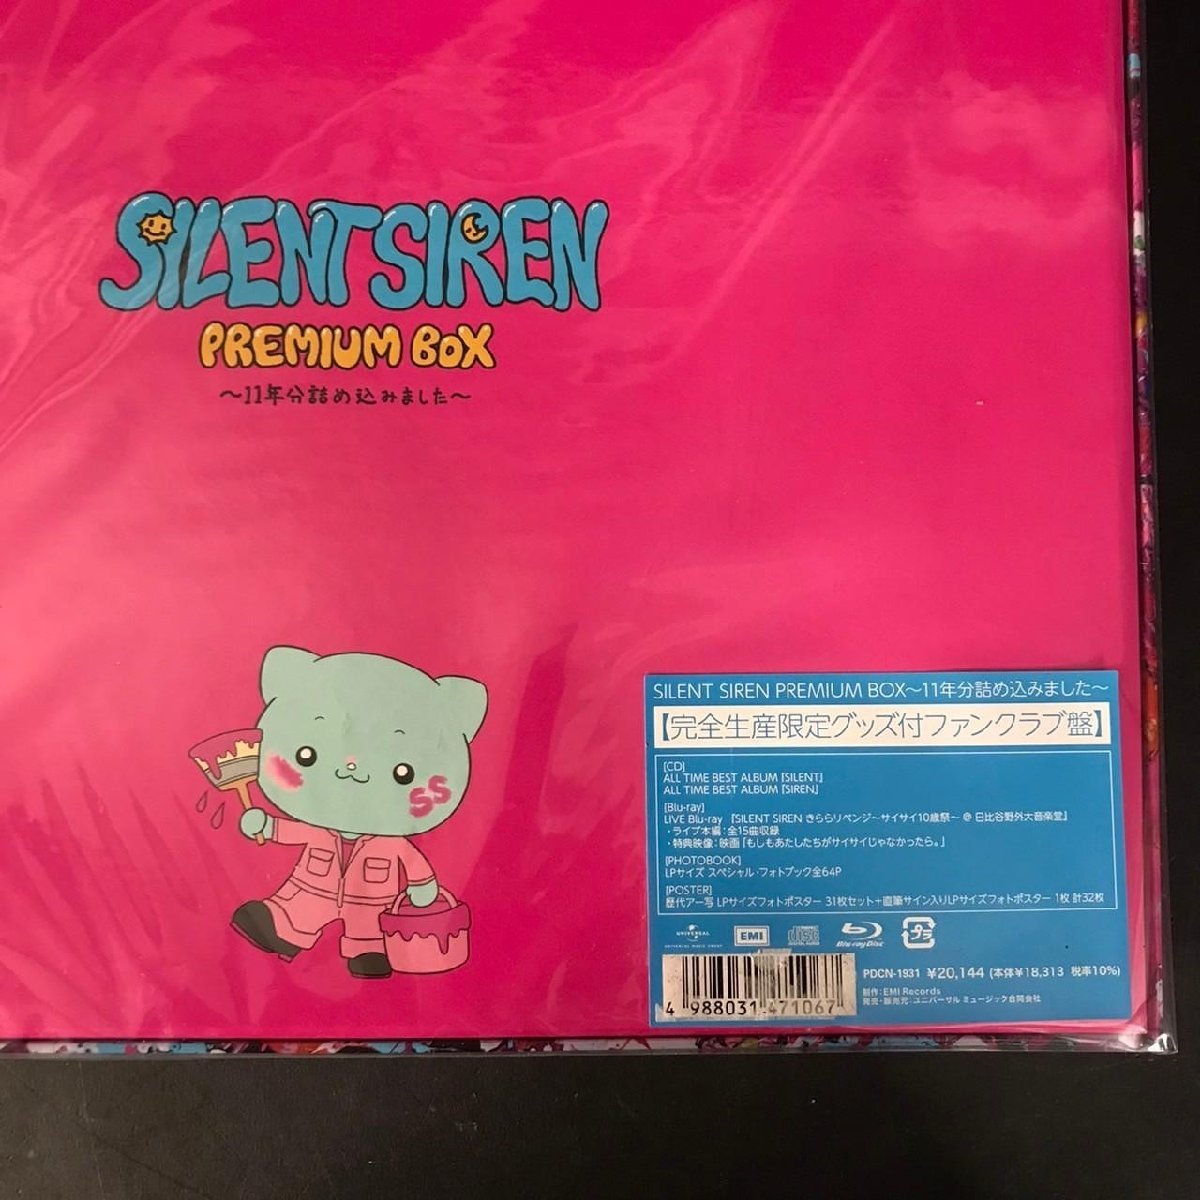 SILENT SIREN
PREMIUM BOX
～11年分詰め込みました～
SS
SILENT SIREN PREMIUM BOX～11年分詰め込みました～
【完全生産限定グッズ付ファンクラブ盤】
[CD]
ALL TIME BEST ALBUM『SILENT』
ALL TIME BEST ALBUM『SIREN』
[Blu-ray]
LIVE Blu-ray 『SILENT SIREN きららリベンジ～サイサイ10歳祭～ @ 日比谷野外大音楽堂』
・ライブ本編：全15曲収録
・特典映像：映画「もしもあたしたちがサイサイじゃなかったら。」
[PHOTOBOOK]
LPサイズ スペシャル・フォトブック全64P
[POSTER]
歴代アー写 LPサイズフォトポスター 31枚セット+直筆サイン入りLPサイズフォトポスター 1枚 計32枚
UNIVERSAL
UNIVERSAL MUSIC GROUP
EMI
COMPACT disc DIGITAL AUDIO
Blu-ray Disc
プラ
PDCN-1931 ¥20,144 (本体¥18,313 税率10%)
制作：EMI Records
発売・販売元：ユニバーサル ミュージック合同会社
4 988031 471067